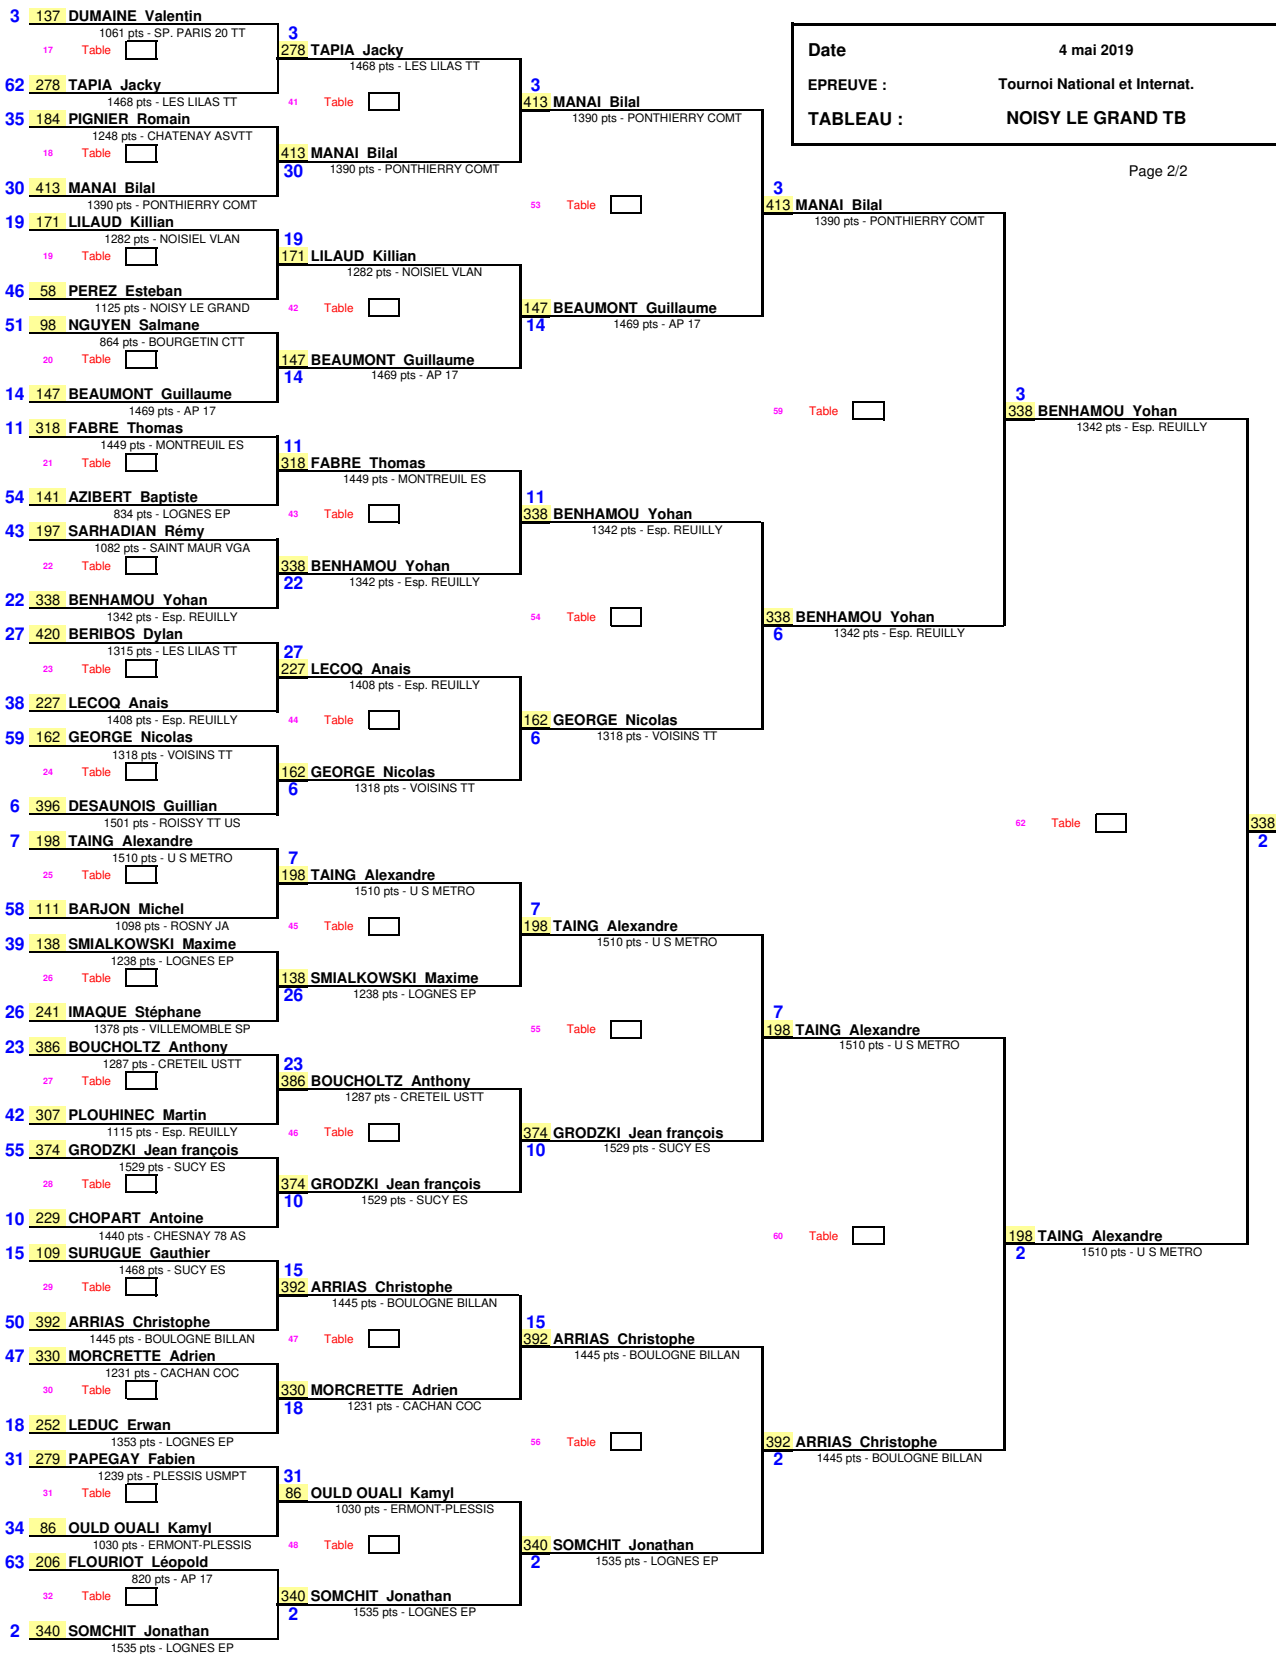 3 137 DUMAINE Valentin
1061 pts - SP. PARIS 20 TT
3
17 Table
278 TAPIA Jacky
1468 pts - LES LILAS TT
Date 4 mai 2019
62 278 TAPIA Jacky
1468 pts - LES LILAS TT
3
EPREUVE : Tournoi National et Internat.
41 Table
413 MANAI Bilal
1390 pts - PONTHIERRY COMT
35 184 PIGNIER Romain
1248 pts - CHATENAY ASVTT
TABLEAU : NOISY LE GRAND TB
18 Table
413 MANAI Bilal
30
1390 pts - PONTHIERRY COMT
Page 2/2
30 413 MANAI Bilal
1390 pts - PONTHIERRY COMT
3
53 Table
413 MANAI Bilal
1390 pts - PONTHIERRY COMT
19 171 LILAUD Killian
1282 pts - NOISIEL VLAN
19
19 Table
171 LILAUD Killian
1282 pts - NOISIEL VLAN
46 58 PEREZ Esteban
1125 pts - NOISY LE GRAND
42 Table
147 BEAUMONT Guillaume
14
1469 pts - AP 17
51 98 NGUYEN Salmane
864 pts - BOURGETIN CTT
20 Table
147 BEAUMONT Guillaume
14
1469 pts - AP 17
14 147 BEAUMONT Guillaume
1469 pts - AP 17
3
59 Table
338 BENHAMOU Yohan
1342 pts - Esp. REUILLY
11 318 FABRE Thomas
1449 pts - MONTREUIL ES
11
21 Table
318 FABRE Thomas
1449 pts - MONTREUIL ES
54 141 AZIBERT Baptiste
834 pts - LOGNES EP
11
43 Table
338 BENHAMOU Yohan
1342 pts - Esp. REUILLY
43 197 SARHADIAN Rémy
1082 pts - SAINT MAUR VGA
22 Table
338 BENHAMOU Yohan
22
1342 pts - Esp. REUILLY
22 338 BENHAMOU Yohan
1342 pts - Esp. REUILLY
54 Table
338 BENHAMOU Yohan
6
1342 pts - Esp. REUILLY
27 420 BERIBOS Dylan
1315 pts - LES LILAS TT
27
23 Table
227 LECOQ Anais
1408 pts - Esp. REUILLY
38 227 LECOQ Anais
1408 pts - Esp. REUILLY
44 Table
162 GEORGE Nicolas
6
1318 pts - VOISINS TT
59 162 GEORGE Nicolas
1318 pts - VOISINS TT
24 Table
162 GEORGE Nicolas
6
1318 pts - VOISINS TT
6 396 DESAUNOIS Guillian
1501 pts - ROISSY TT US
62 Table
338
2
7 198 TAING Alexandre
1510 pts - U S METRO
7
25 Table
198 TAING Alexandre
1510 pts - U S METRO
58 111 BARJON Michel
1098 pts - ROSNY JA
7
45 Table
198 TAING Alexandre
1510 pts - U S METRO
39 138 SMIALKOWSKI Maxime
1238 pts - LOGNES EP
26 Table
138 SMIALKOWSKI Maxime
26
1238 pts - LOGNES EP
26 241 IMAQUE Stéphane
1378 pts - VILLEMOMBLE SP
7
55 Table
198 TAING Alexandre
1510 pts - U S METRO
23 386 BOUCHOLTZ Anthony
1287 pts - CRETEIL USTT
23
27 Table
386 BOUCHOLTZ Anthony
1287 pts - CRETEIL USTT
42 307 PLOUHINEC Martin
1115 pts - Esp. REUILLY
46 Table
374 GRODZKI Jean françois
10
1529 pts - SUCY ES
55 374 GRODZKI Jean françois
1529 pts - SUCY ES
28 Table
374 GRODZKI Jean françois
10
1529 pts - SUCY ES
10 229 CHOPART Antoine
1440 pts - CHESNAY 78 AS
60 Table
198 TAING Alexandre
2
1510 pts - U S METRO
15 109 SURUGUE Gauthier
1468 pts - SUCY ES
15
29 Table
392 ARRIAS Christophe
1445 pts - BOULOGNE BILLAN
50 392 ARRIAS Christophe
1445 pts - BOULOGNE BILLAN
15
47 Table
392 ARRIAS Christophe
1445 pts - BOULOGNE BILLAN
47 330 MORCRETTE Adrien
1231 pts - CACHAN COC
30 Table
330 MORCRETTE Adrien
18
1231 pts - CACHAN COC
18 252 LEDUC Erwan
1353 pts - LOGNES EP
56 Table
392 ARRIAS Christophe
2
1445 pts - BOULOGNE BILLAN
31 279 PAPEGAY Fabien
1239 pts - PLESSIS USMPT
31
31 Table
86 OULD OUALI Kamyl
1030 pts - ERMONT-PLESSIS
34 86 OULD OUALI Kamyl
1030 pts - ERMONT-PLESSIS
48 Table
340 SOMCHIT Jonathan
2
1535 pts - LOGNES EP
63 206 FLOURIOT Léopold
820 pts - AP 17
32 Table
340 SOMCHIT Jonathan
2
1535 pts - LOGNES EP
2 340 SOMCHIT Jonathan
1535 pts - LOGNES EP